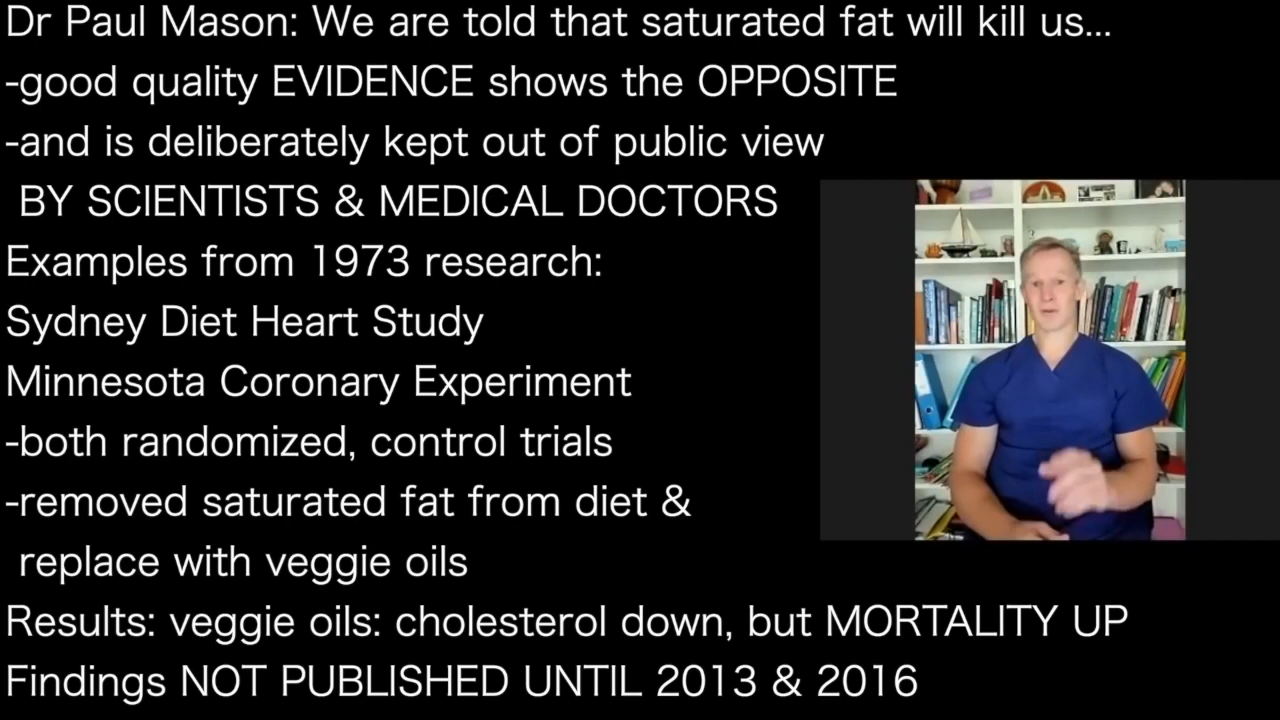 Dr Paul Mason: We are told that saturated fat will kill us...
-good quality EVIDENCE shows the OPPOSITE
-and is deliberately kept out of public view
BY SCIENTISTS & MEDICAL DOCTORS
Examples from 1973 research:
Sydney Diet Heart Study
Minnesota Coronary Experiment
-both randomized, control trials
-removed saturated fat from diet &
replace with veggie oils
Results: veggie oils: cholesterol down, but MORTALITY UP
Findings NOT PUBLISHED UNTIL 2013 & 2016